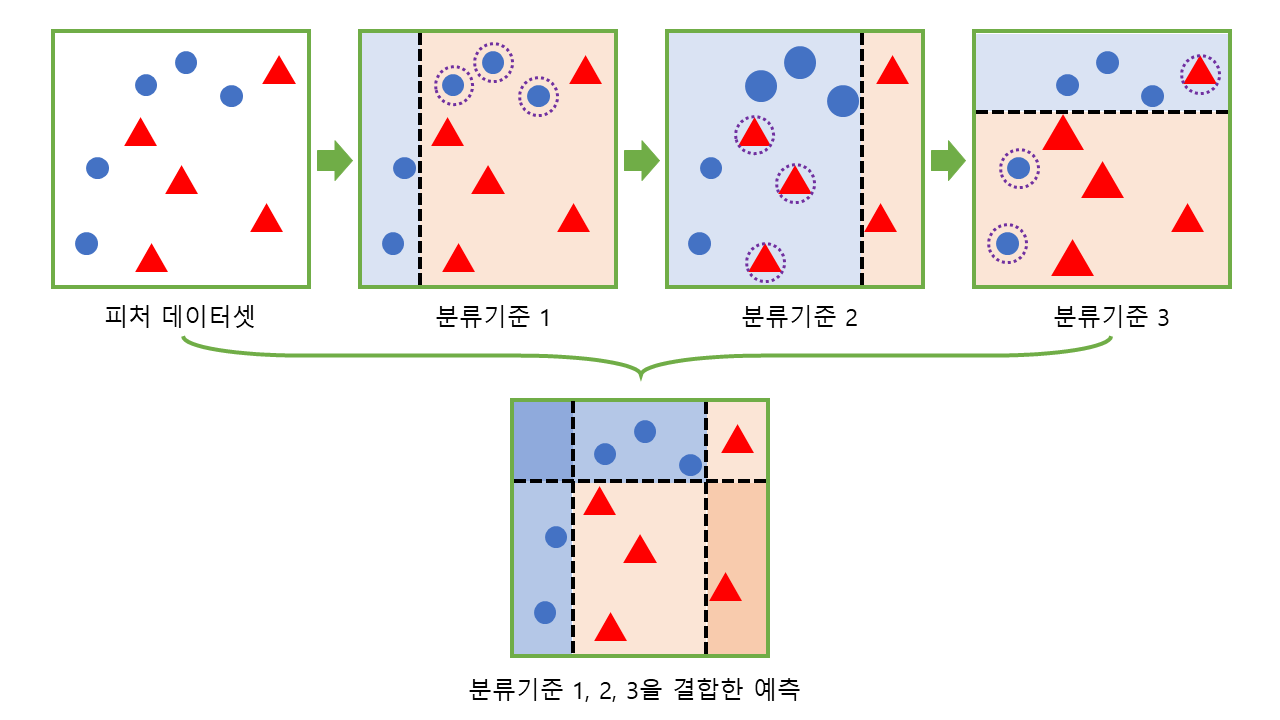 피처 데이터셋
분류기준 1
분류기준 2
분류기준 3
분류기준 1, 2, 3을 결합한 예측